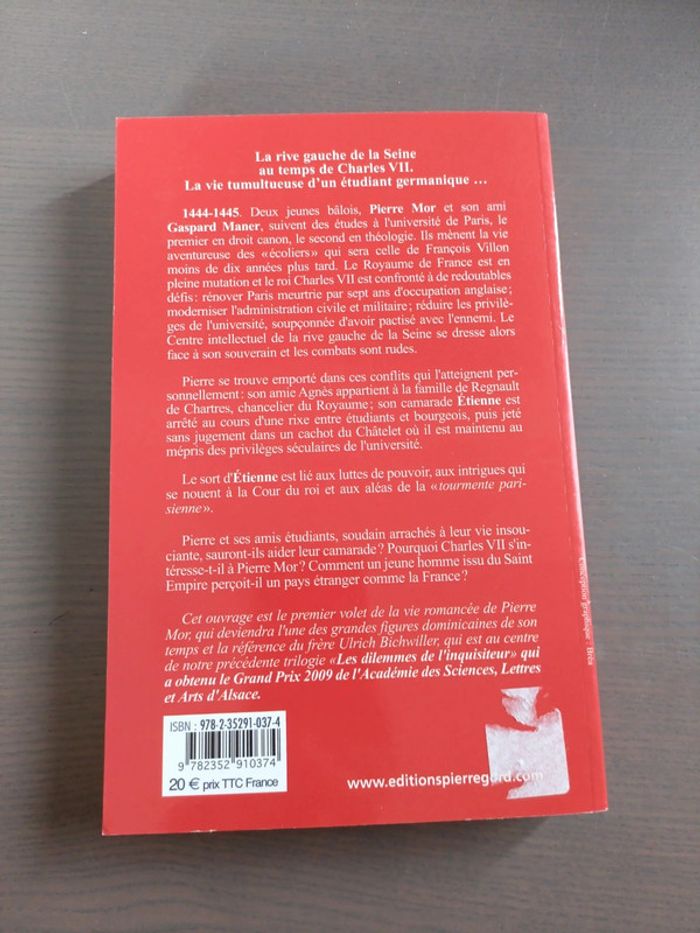 La rive gauche de la Seine
au temps de Charles VII.
La vie tumultueuse d'un étudiant germanique ...
1444-1445. Deux jeunes bâlois, Pierre Mor et son ami
Gaspard Maner, suivent des études à l'université de Paris, le
premier en droit canon, le second en théologie. Ils mènent la vie
aventureuse des «écoliers» qui sera celle de François Villon
moins de dix années plus tard. Le Royaume de France est en
pleine mutation et le roi Charles VII est confronté à de redoutables
défis : rénover Paris meurtrie par sept ans d'occupation anglaise ;
moderniser l'administration civile et militaire ; réduire les privilè-
ges de l'université, soupçonnée d'avoir pactisé avec l'ennemi. Le
Centre intellectuel de la rive gauche de la Seine se dresse alors
face à son souverain et les combats sont rudes.
Pierre se trouve emporté dans ces conflits qui l'atteignent per-
sonnellement : son amie Agnès appartient à la famille de Regnault
de Chartres, chancelier du Royaume ; son camarade Étienne est
arrêté au cours d'une rixe entre étudiants et bourgeois, puis jeté
sans jugement dans un cachot du Châtelet où il est maintenu au
mépris des privilèges séculaires de l'université.
Le sort d'Étienne est lié aux luttes de pouvoir, aux intrigues qui
se nouent à la Cour du roi et aux aléas de la «tourmente pari-
sienne».
Pierre et ses amis étudiants, soudain arrachés à leur vie insou-
ciante, sauront-ils aider leur camarade ? Pourquoi Charles VII s'in-
téresse-t-il à Pierre Mor ? Comment un jeune homme issu du Saint
Empire perçoit-il un pays étranger comme la France ?
Cet ouvrage est le premier volet de la vie romancée de Pierre
Mor, qui deviendra l'une des grandes figures dominicaines de son
temps et la référence du frère Ulrich Bichwiller, qui est au centre
de notre précédente trilogie «Les dilemmes de l'inquisiteur» qui
a obtenu le Grand Prix 2009 de l'Académie des Sciences, Lettres
et Arts d'Alsace.
ISBN : 978-2-35291-037-4
9 782352 910374
20 € prix TTC France
www.editionspierregord.com
Conception graphique : Bréa